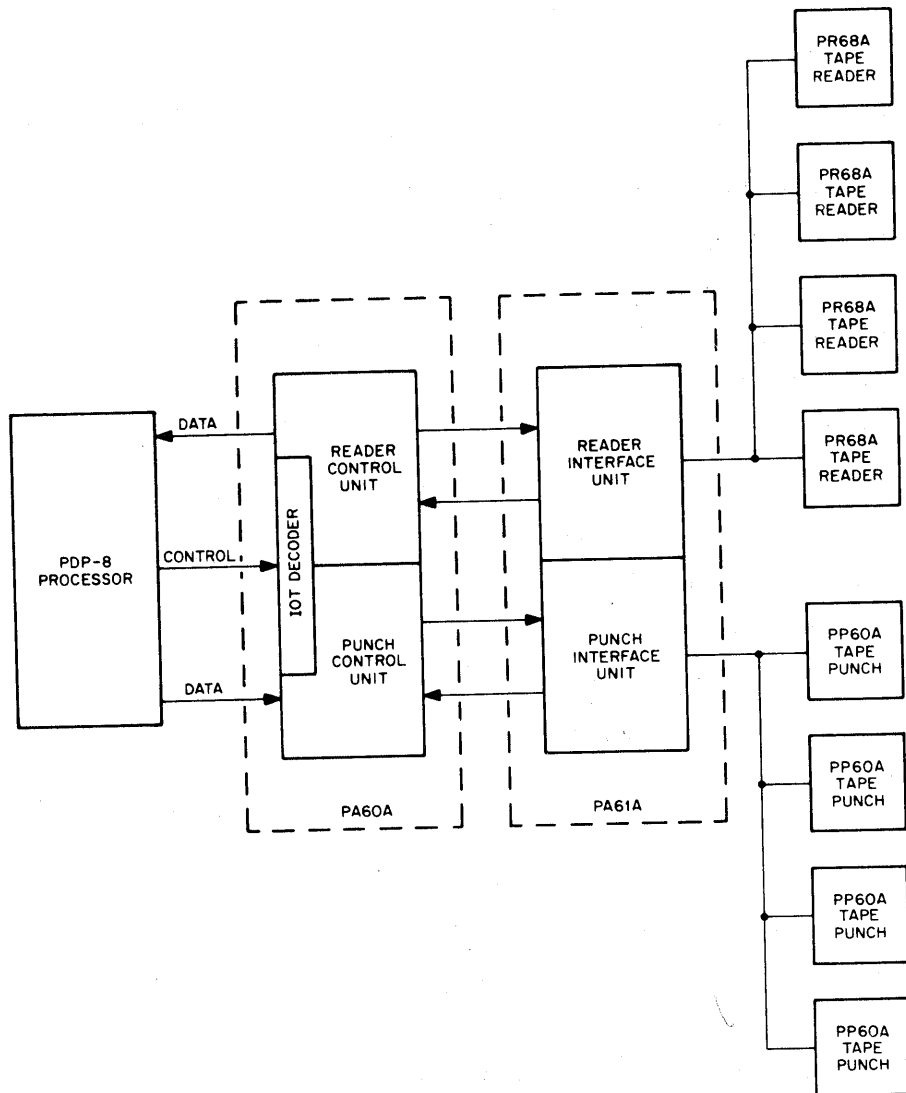 PR68A
TAPE
READER
PR68A
TAPE
READER
PR68A
TAPE
READER
PR68A
TAPE
READER
DATA
READER
CONTROL
UNIT
READER
INTERFACE
UNIT
IOT DECODER
PDP-8
PROCESSOR
CONTROL
PUNCH
CONTROL
UNIT
PUNCH
INTERFACE
UNIT
DATA
PA60A
PA61A
PP60A
TAPE
PUNCH
PP60A
TAPE
PUNCH
PP60A
TAPE
PUNCH
PP60A
TAPE
PUNCH